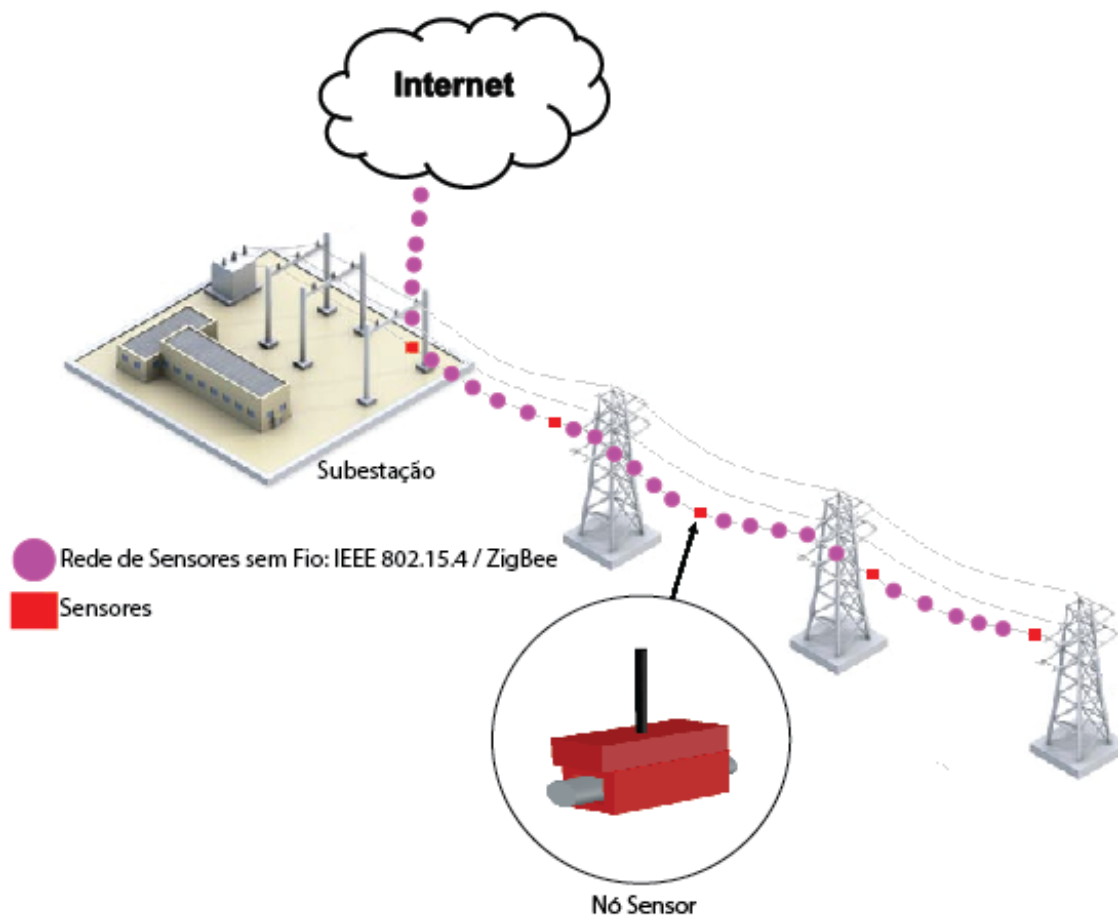 Internet
Subestação
Rede de Sensores sem Fio: IEEE 802.15.4 / ZigBee
Sensores
Nó Sensor